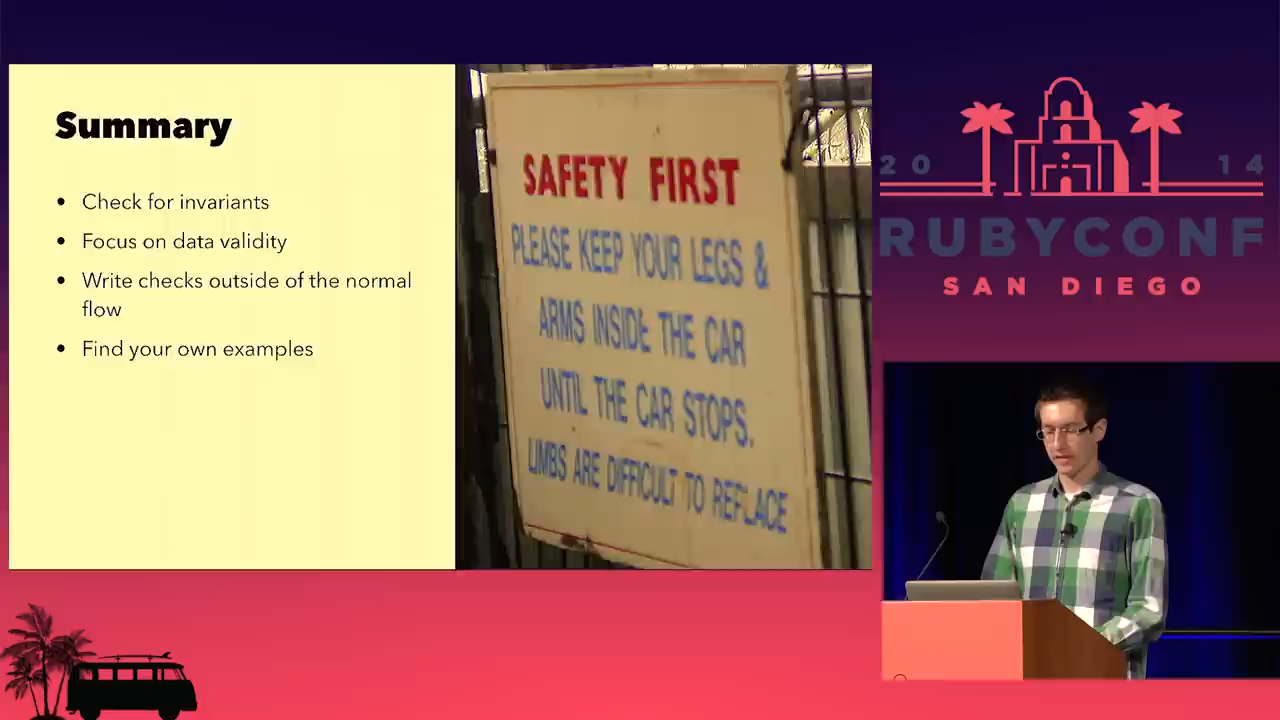 Summary
• Check for invariants
• Focus on data validity
• Write checks outside of the normal
flow
• Find your own examples
SAFETY FIRST
PLEASE KEEP YOUR LEGS &
ARMS INSIDE THE CAR
UNTIL THE CAR STOPS.
LIMBS ARE DIFFICULT TO REPLACE
20 14
RUBYCONF
SAN DIEGO